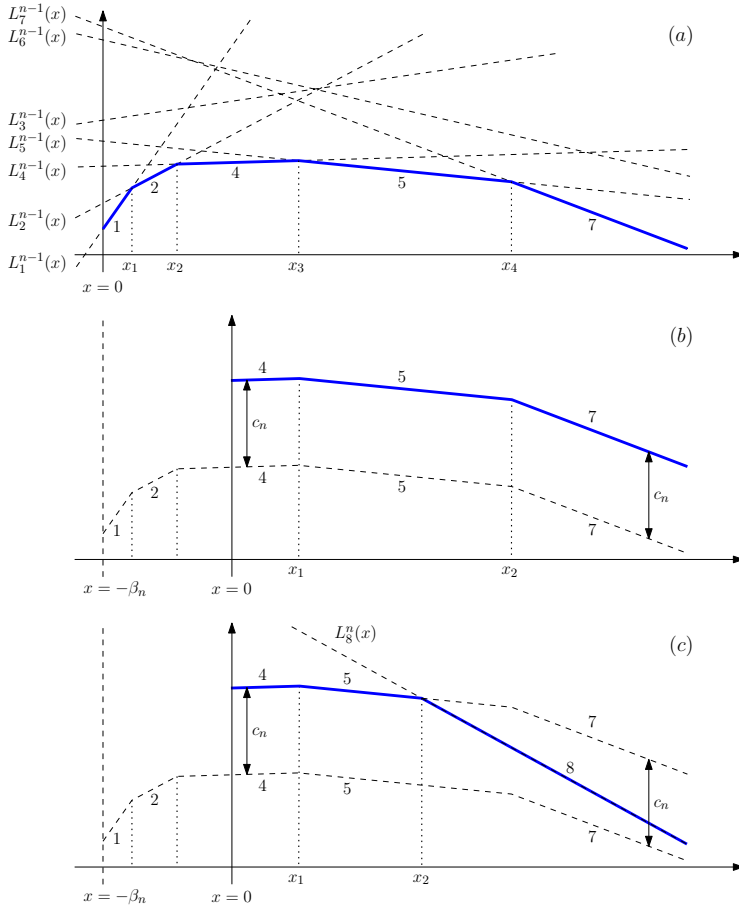 L_7^{n-1}(x)
(a)
L_6^{n-1}(x)
L_3^{n-1}(x)
L_5^{n-1}(x)
L_4^{n-1}(x)
4
2
5
L_2^{n-1}(x)
1
7
L_1^{n-1}(x)
x_1 x_2 x_3 x_4
x = 0
(b)
4
5
7
c_n
4
2
5
c_n
1
7
x_1 x_2
x = −β_n x = 0
L_8^n(x)
(c)
4
5
7
c_n
8
4
2
5
c_n
1
7
x_1 x_2
x = −β_n x = 0